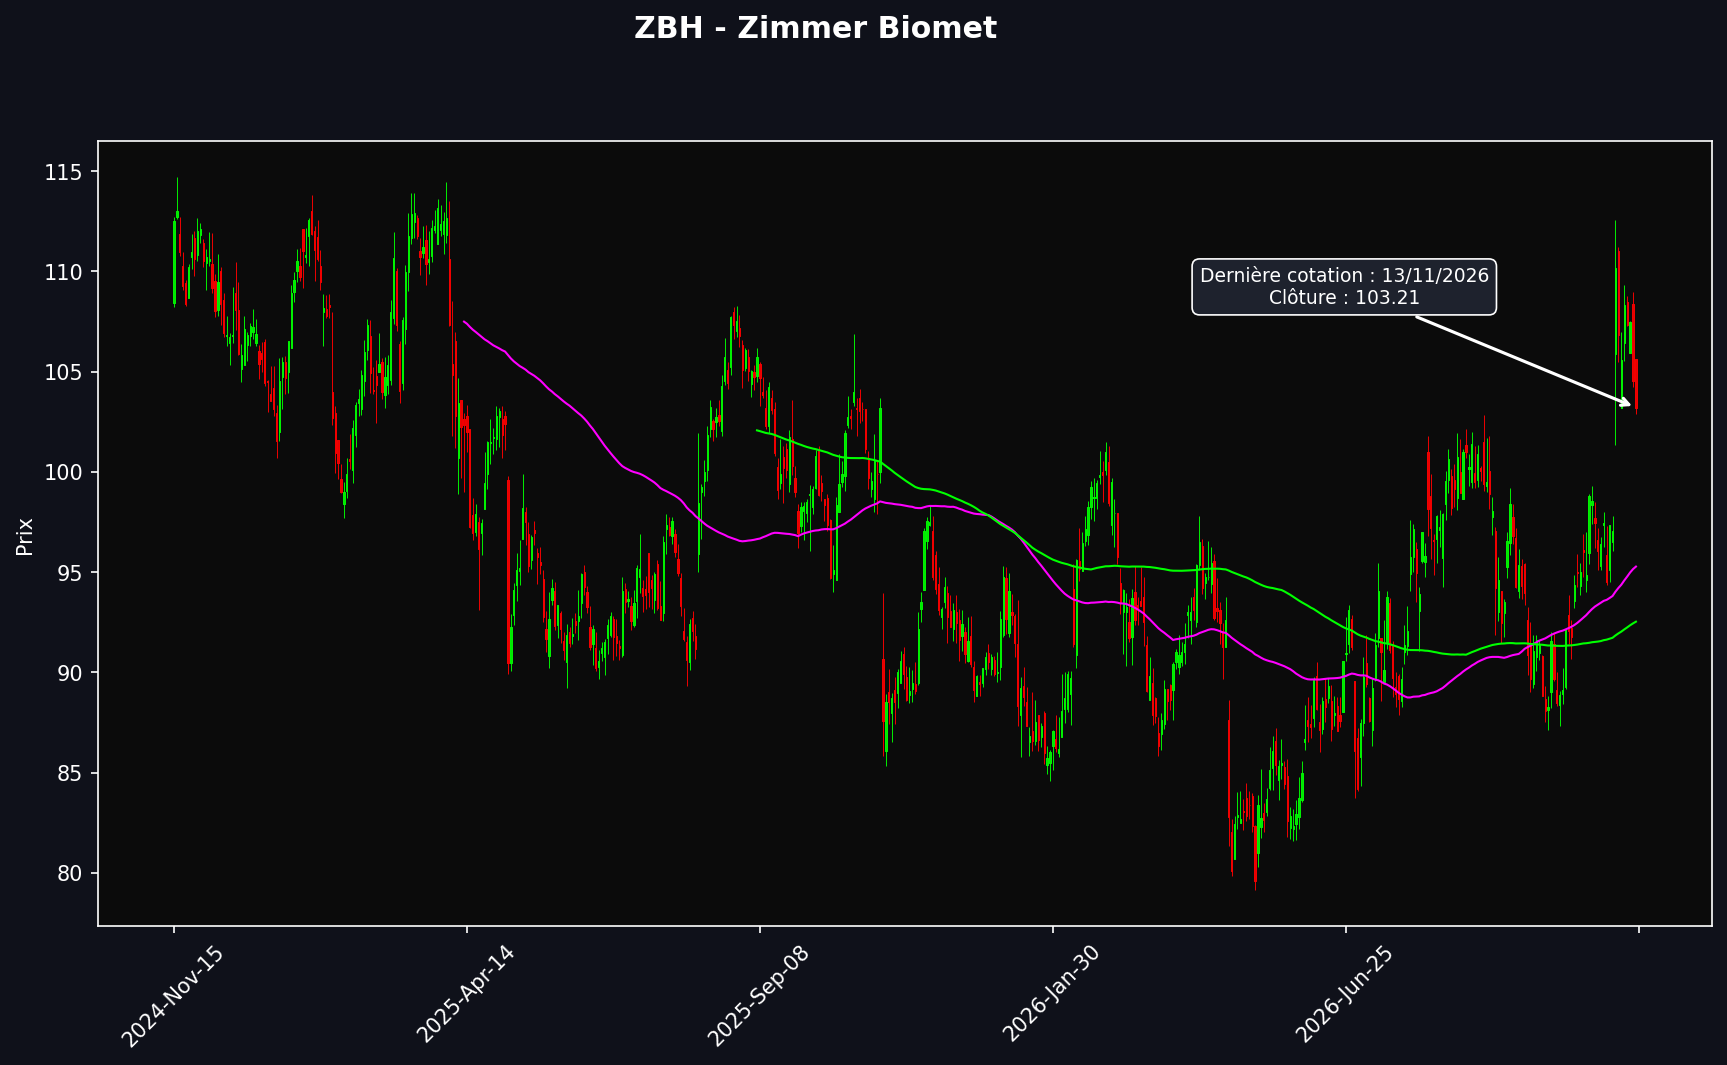 ZBH - Zimmer Biomet
Prix
115
110
105
100
95
90
85
80
Dernière cotation : 13/11/2026
Clôture : 103.21
2024-Nov-15
2025-Apr-14
2025-Sep-08
2026-Jan-30
2026-Jun-25